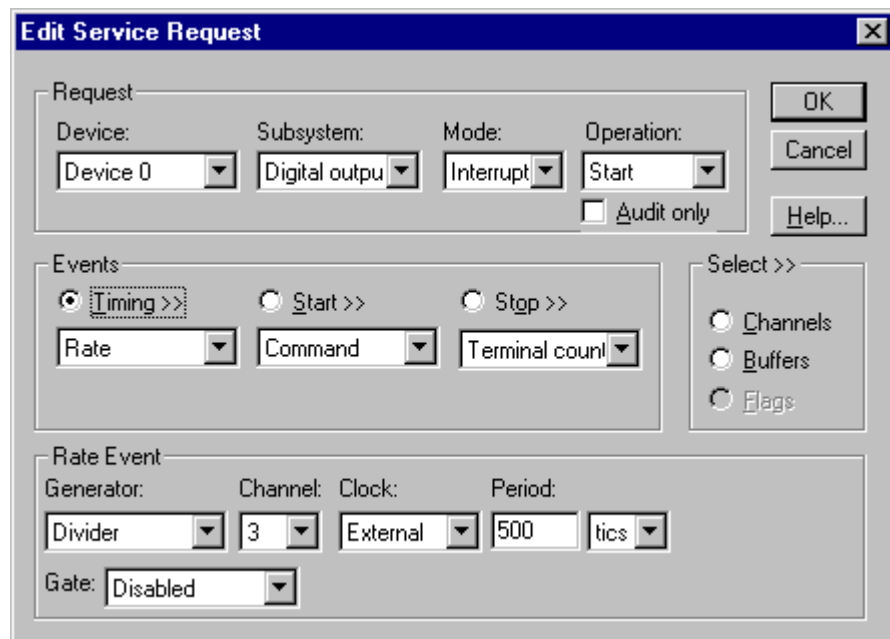 Edit Service Request
Request
OK
Device: Subsystem: Mode: Operation:
Device 0 Digital outpu Interrupt Start
Cancel
Audit only
Help...
Events
Select >>
Timing >> Start >> Stop >>
Rate Command Terminal count
Channels
Buffers
Flags
Rate Event
Generator: Channel: Clock: Period:
Divider 3 External 500 tics
Gate: Disabled